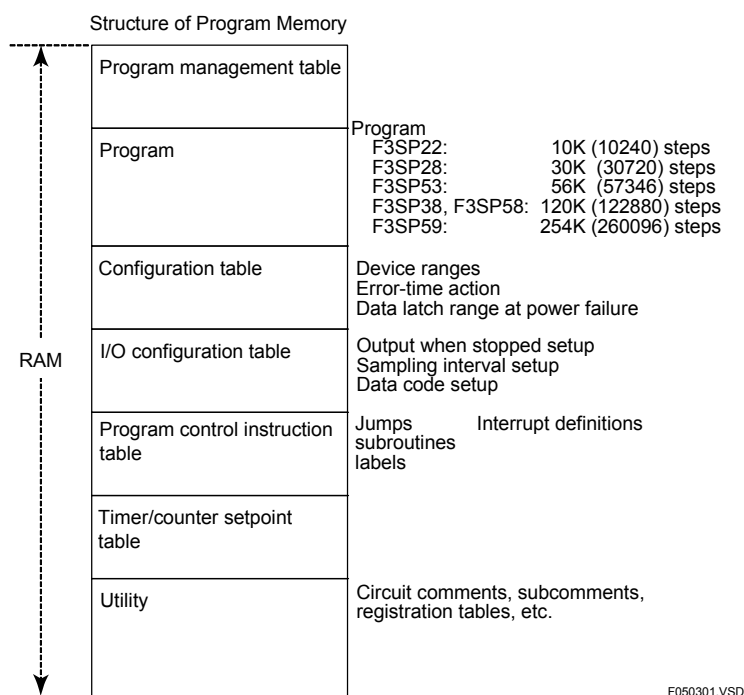 Structure of Program Memory
RAM
Program management table
Program
Program
F3SP22: 10K (10240) steps
F3SP28: 30K (30720) steps
F3SP53: 56K (57346) steps
F3SP38, F3SP58: 120K (122880) steps
F3SP59: 254K (260096) steps
Configuration table
Device ranges
Error-time action
Data latch range at power failure
I/O configuration table
Output when stopped setup
Sampling interval setup
Data code setup
Program control instruction
table
Jumps Interrupt definitions
subroutines
labels
Timer/counter setpoint
table
Utility
Circuit comments, subcomments,
registration tables, etc.
F050301.VSD